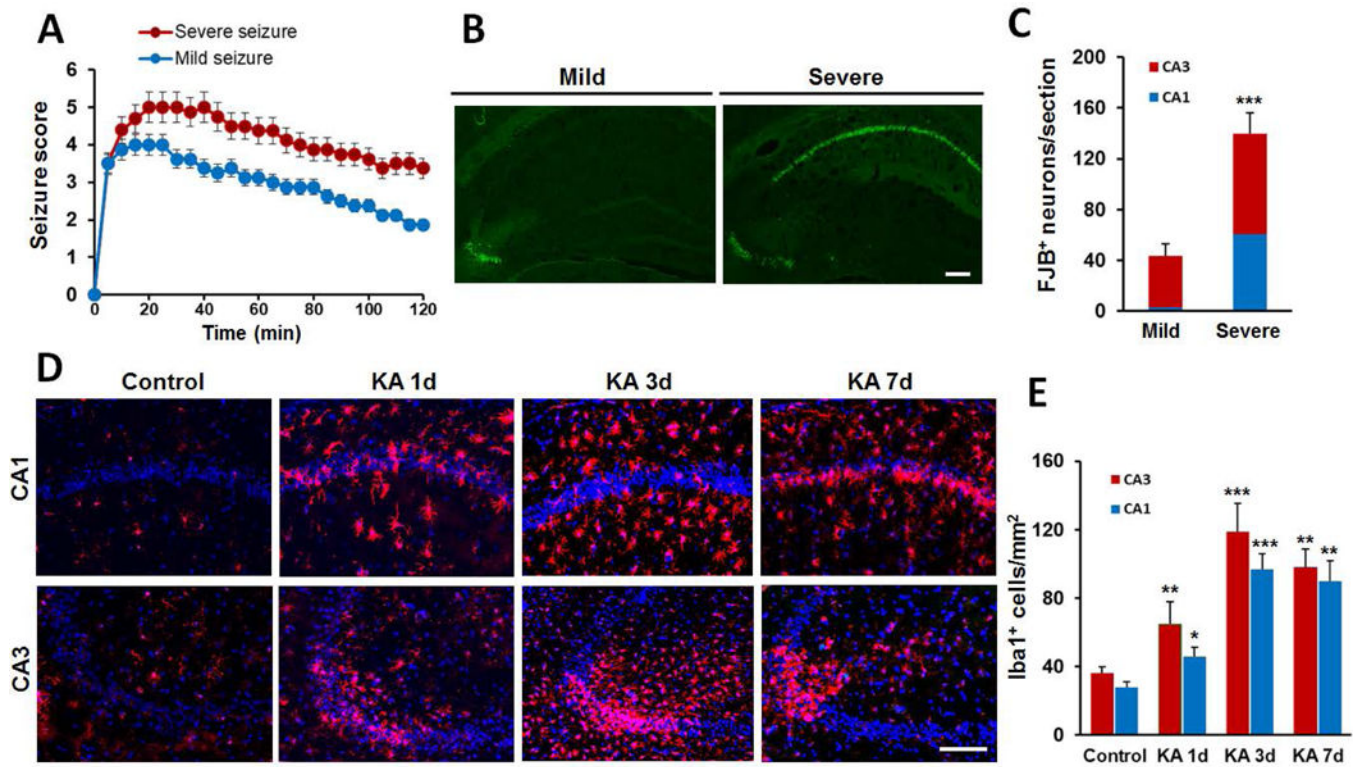 A
Severe seizure
Mild seizure
Seizure score
6
5
4
3
2
1
0
0 20 40 60 80 100 120
Time (min)
B
Mild Severe
C
FJB+ neurons/section
200
160
120
80
40
0
CA3
CA1
***
Mild Severe
D
Control KA 1d KA 3d KA 7d
CA1
CA3
E
Iba1+ cells/mm2
160
120
80
40
0
CA3
CA1
** * *** *** ** **
Control KA 1d KA 3d KA 7d